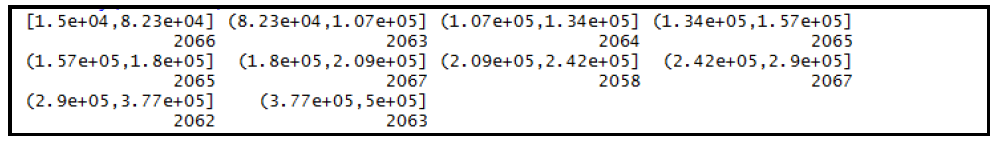 [1.5e+04,8.23e+04] (8.23e+04,1.07e+05] (1.07e+05,1.34e+05] (1.34e+05,1.57e+05]
2066 2063 2064 2065
(1.57e+05,1.8e+05] (1.8e+05,2.09e+05] (2.09e+05,2.42e+05] (2.42e+05,2.9e+05]
2065 2067 2058 2067
(2.9e+05,3.77e+05] (3.77e+05,5e+05]
2062 2063